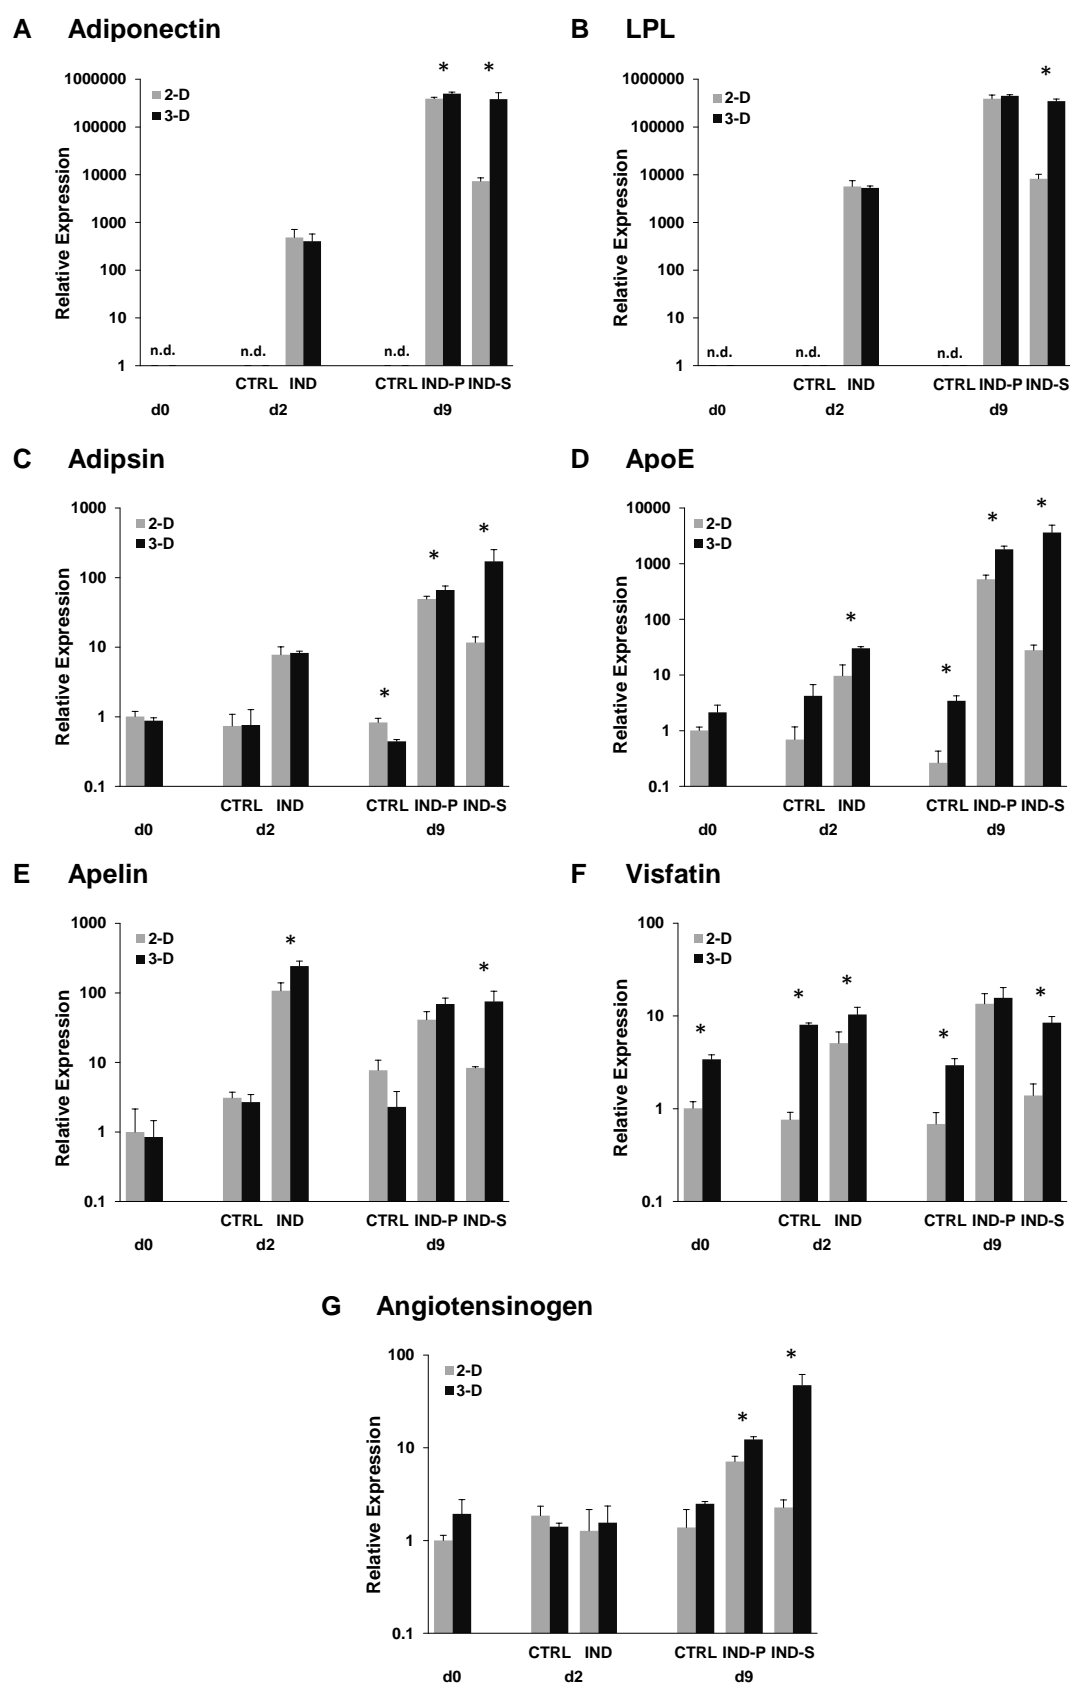 A Adiponectin
1000000
100000
10000
1000
100
10
1
Relative Expression
2-D
3-D
* *
n.d. n.d. n.d.
CTRL IND CTRL IND-P IND-S
d0 d2 d9
B LPL
1000000
100000
10000
1000
100
10
1
Relative Expression
2-D
3-D
*
n.d. n.d. n.d.
CTRL IND CTRL IND-P IND-S
d0 d2 d9
C Adipsin
1000
100
10
1
0.1
Relative Expression
2-D
3-D
* * *
CTRL IND CTRL IND-P IND-S
d0 d2 d9
D ApoE
10000
1000
100
10
1
0.1
Relative Expression
2-D
3-D
* * * *
CTRL IND CTRL IND-P IND-S
d0 d2 d9
E Apelin
1000
100
10
1
0.1
Relative Expression
2-D
3-D
* *
CTRL IND CTRL IND-P IND-S
d0 d2 d9
F Visfatin
100
10
1
0.1
Relative Expression
2-D
3-D
* * * * *
CTRL IND CTRL IND-P IND-S
d0 d2 d9
G Angiotensinogen
100
10
1
0.1
Relative Expression
2-D
3-D
* *
CTRL IND CTRL IND-P IND-S
d0 d2 d9